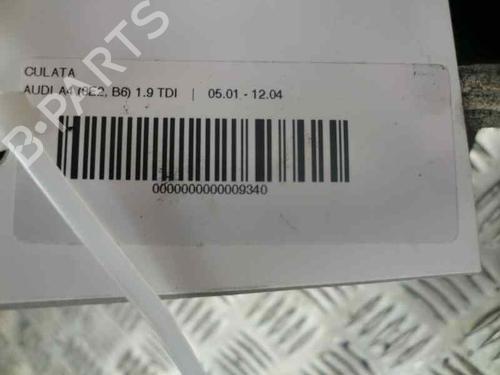 CULATA
AUDI A4 (8E2, B6) 1.9 TDI | 05.01 - 12.04
0000000000009340
B-PARTS